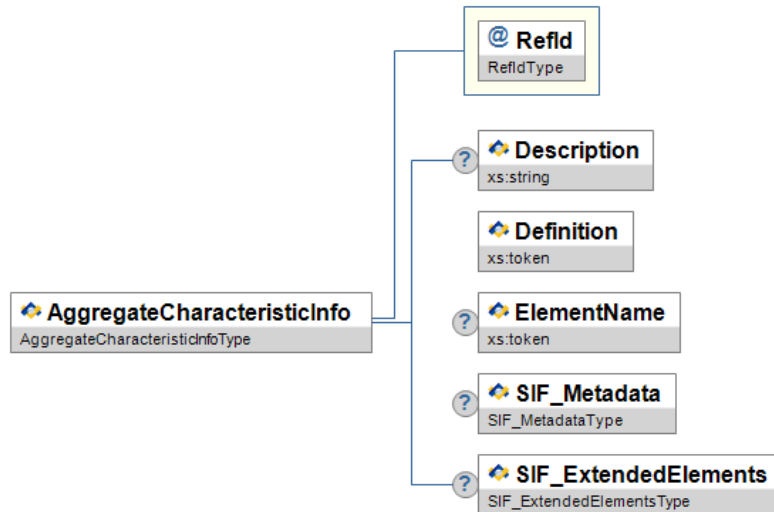 @ RefId
RefIdType
? Description
xs:string
Definition
xs:token
AggregateCharacteristicInfo
AggregateCharacteristicInfoType
? ElementName
xs:token
? SIF_Metadata
SIF_MetadataType
? SIF_ExtendedElements
SIF_ExtendedElementsType